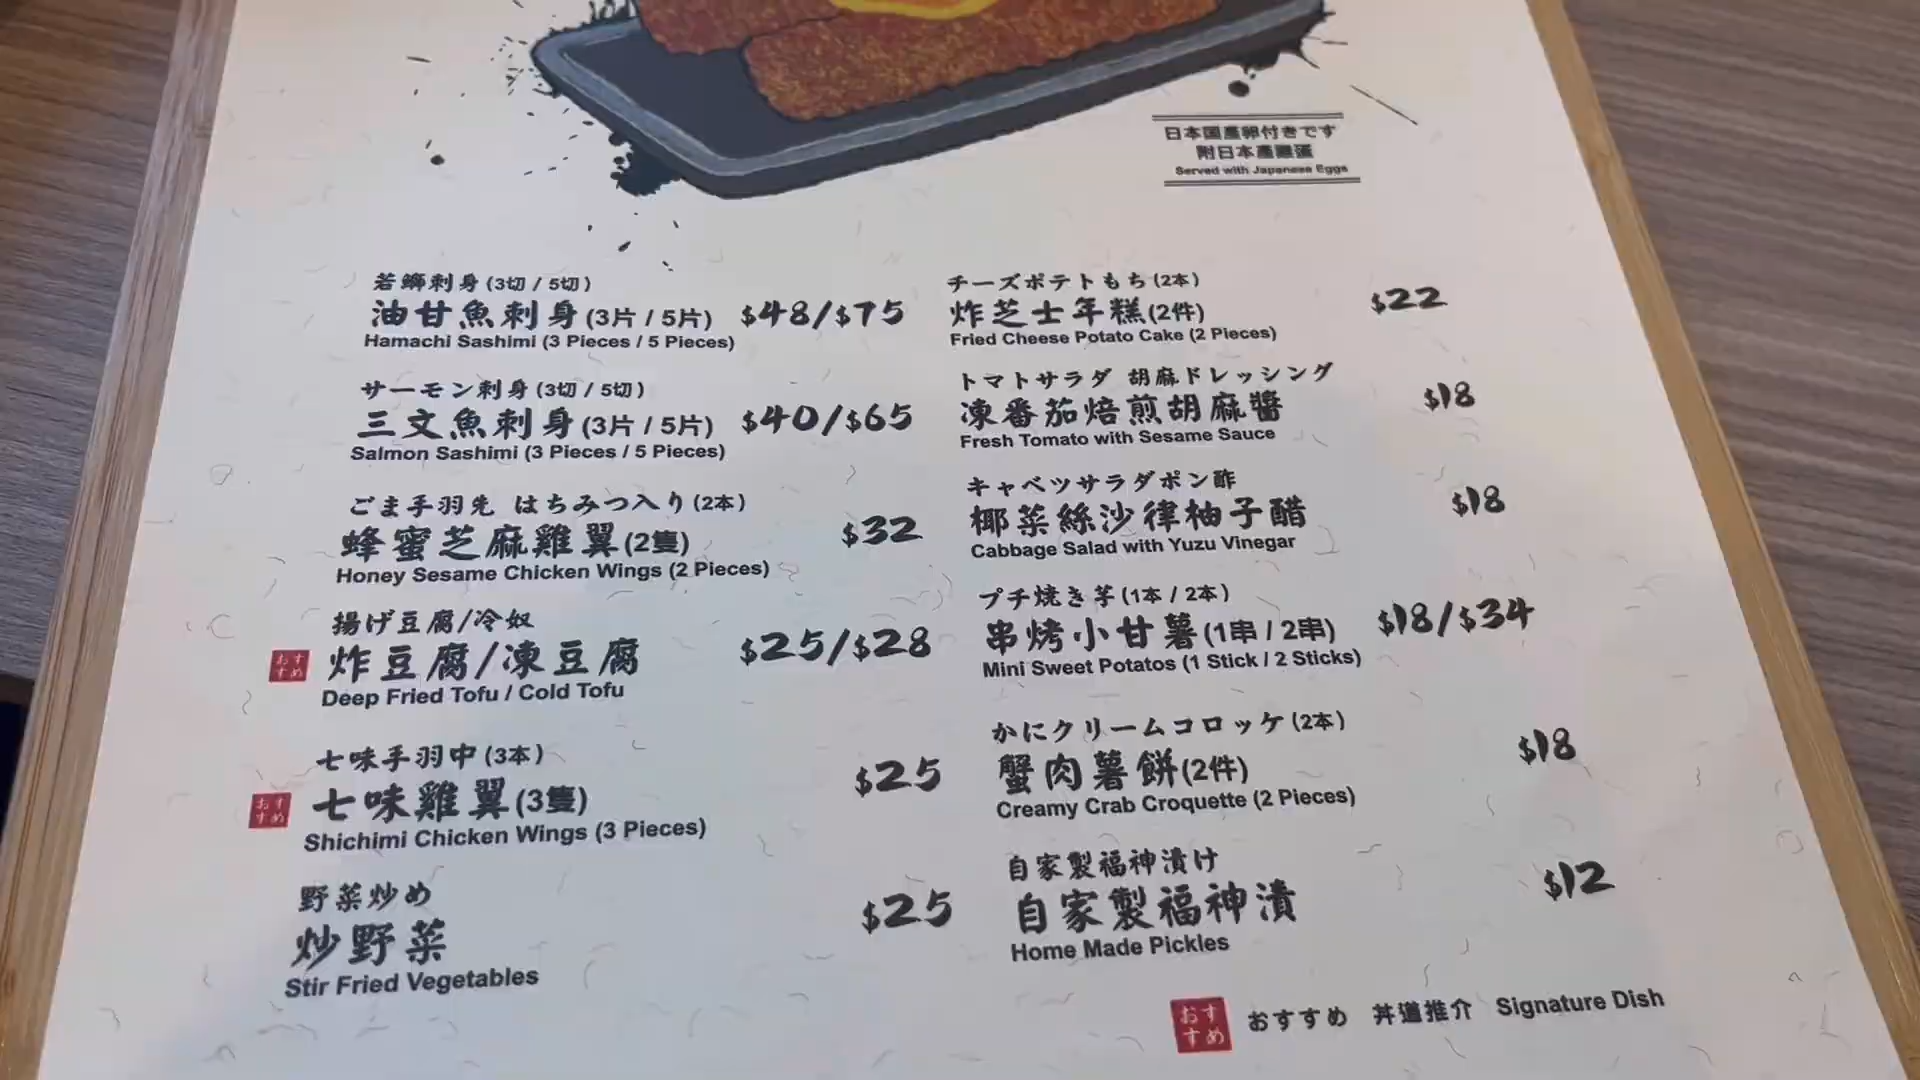 日本国産卵付きです
附日本產雞蛋
Served with Japanese Eggs
若鰤刺身 (3切 / 5切)
油甘魚刺身 (3片 / 5片) $48/$75
Hamachi Sashimi (3 Pieces / 5 Pieces)
サーモン刺身 (3切 / 5切)
三文魚刺身 (3片 / 5片) $40/$65
Salmon Sashimi (3 Pieces / 5 Pieces)
ごま手羽先 はちみつ入り (2本)
蜂蜜芝麻雞翼 (2隻) $32
Honey Sesame Chicken Wings (2 Pieces)
揚げ豆腐/冷奴
おすすめ
炸豆腐/凍豆腐 $25/$28
Deep Fried Tofu / Cold Tofu
七味手羽中 (3本)
おすすめ
七味雞翼 (3隻) $25
Shichimi Chicken Wings (3 Pieces)
野菜炒め
炒野菜 $25
Stir Fried Vegetables
チーズポテトもち (2本)
炸芝士年糕 (2件) $22
Fried Cheese Potato Cake (2 Pieces)
トマトサラダ 胡麻ドレッシング
凍番茄焙煎胡麻醬 $18
Fresh Tomato with Sesame Sauce
キャベツサラダポン酢
椰菜絲沙律柚子醋 $18
Cabbage Salad with Yuzu Vinegar
プチ焼き芋 (1本 / 2本)
串烤小甘薯 (1串 / 2串) $18/$34
Mini Sweet Potatos (1 Stick / 2 Sticks)
かにクリームコロッケ (2本)
蟹肉薯餅 (2件) $18
Creamy Crab Croquette (2 Pieces)
自家製福神漬け
自家製福神漬 $12
Home Made Pickles
おすすめ おすすめ 丼道推介 Signature Dish